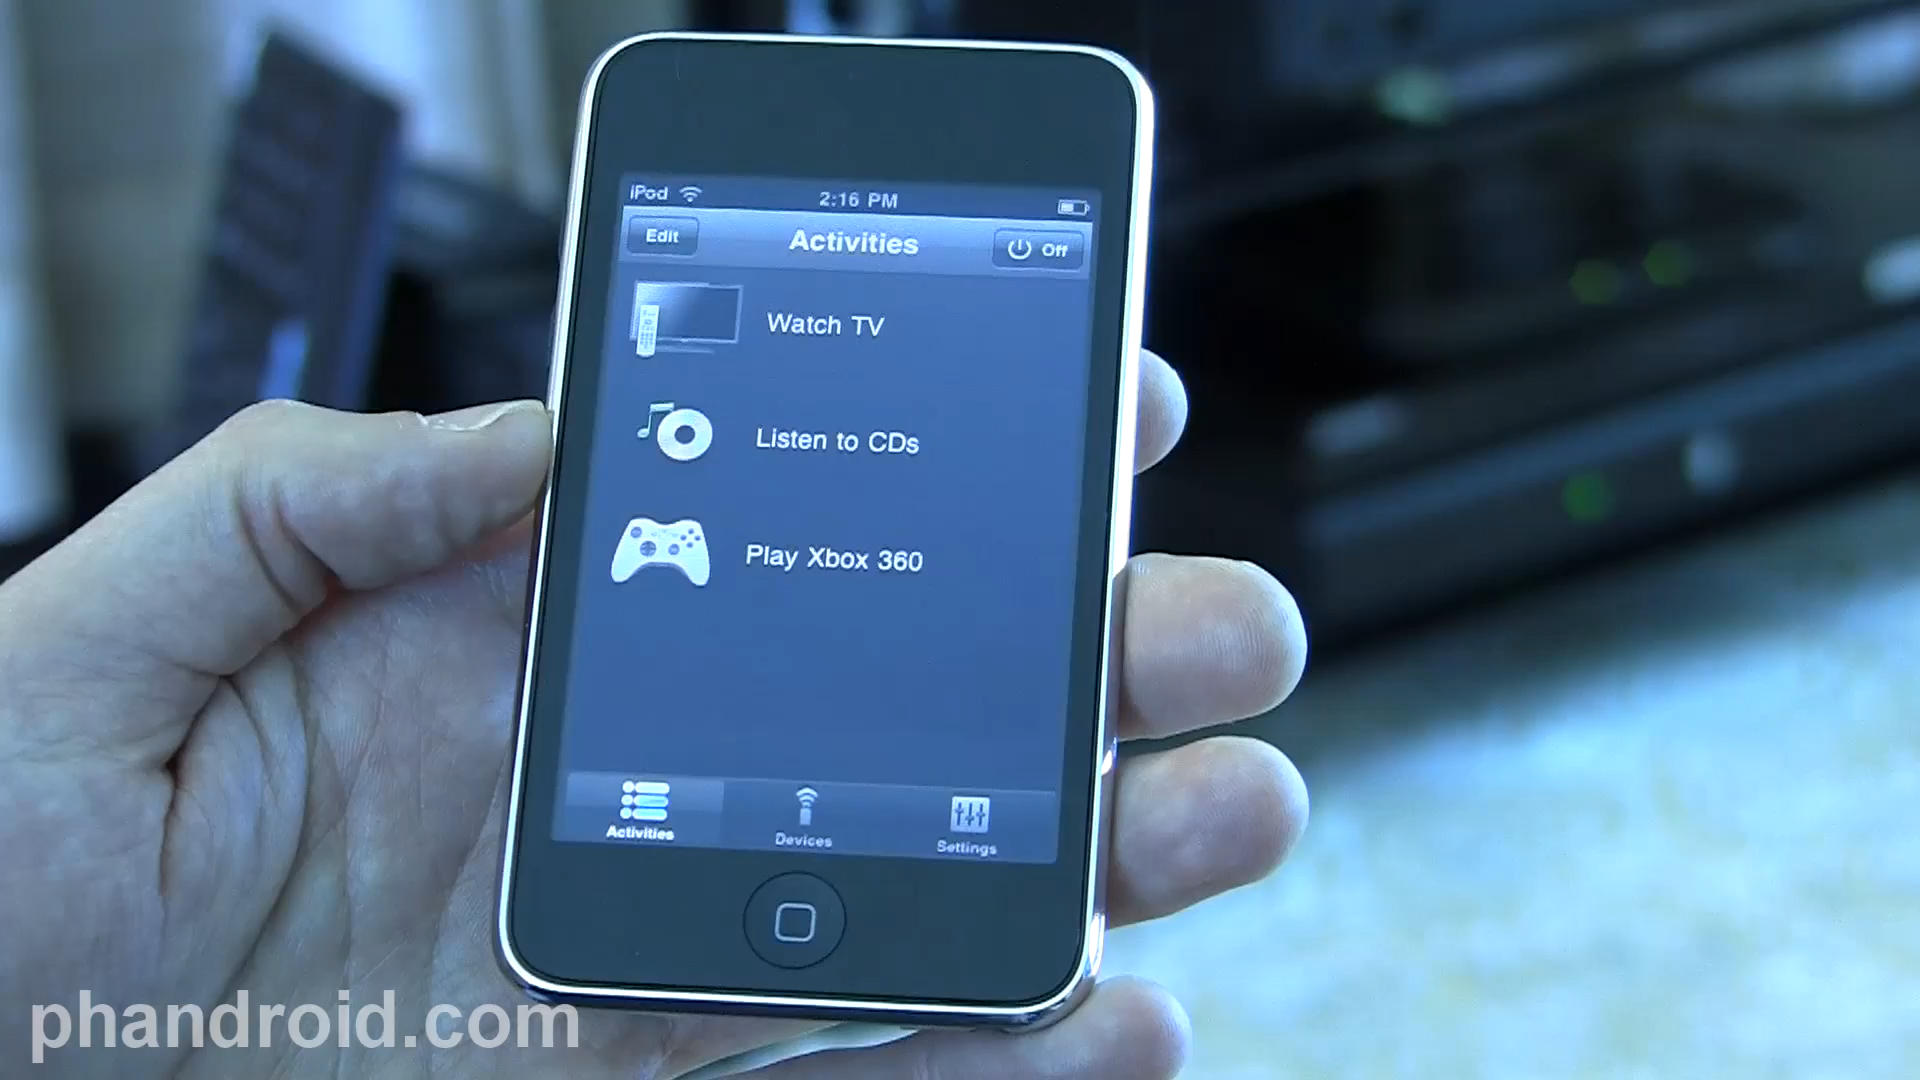 iPod 2:16 PM
Edit Activities Off
Watch TV
Listen to CDs
Play Xbox 360
Activities Devices Settings
phandroid.com